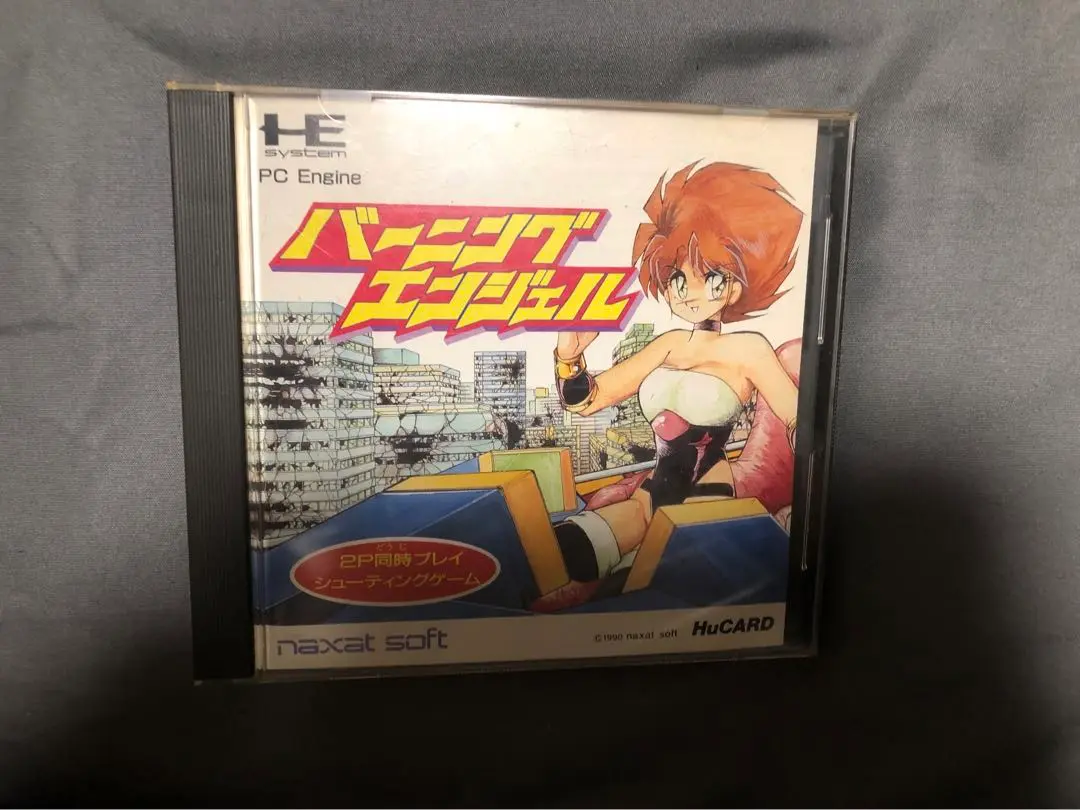 HE
system
PC Engine
バーニング
エンジェル
どうじ
2P同時プレイ
シューティングゲーム
naxat soft
©1990 naxat soft
HuCARD